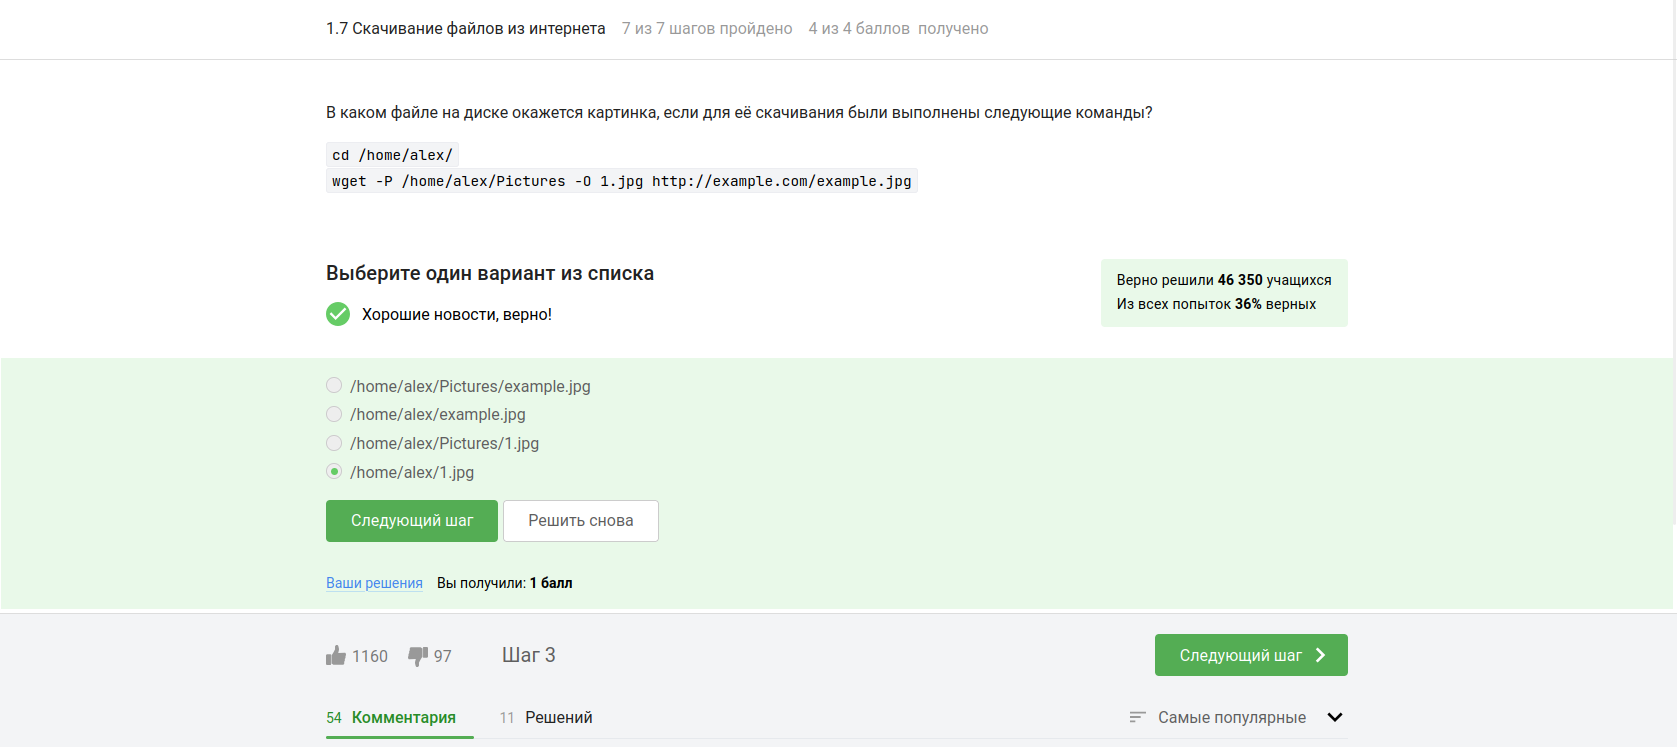 1.7 Скачивание файлов из интернета 7 из 7 шагов пройдено 4 из 4 баллов получено
В каком файле на диске окажется картинка, если для её скачивания были выполнены следующие команды?
cd /home/alex/
wget -P /home/alex/Pictures -O 1.jpg http://example.com/example.jpg
Выберите один вариант из списка
Хорошие новости, верно!
Верно решили 46 350 учащихся
Из всех попыток 36% верных
/home/alex/Pictures/example.jpg
/home/alex/example.jpg
/home/alex/Pictures/1.jpg
/home/alex/1.jpg
Следующий шаг Решить снова
Ваши решения Вы получили: 1 балл
1160 97 Шаг 3 Следующий шаг
54 Комментария 11 Решений Самые популярные